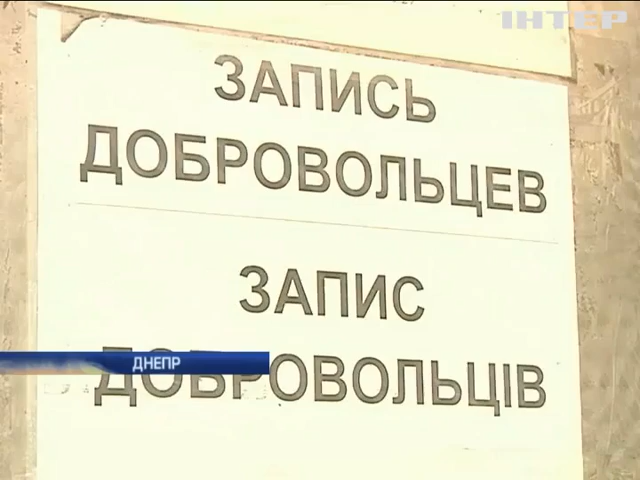 ІНТЕР
ЗАПИСЬ
ДОБРОВОЛЬЦЕВ
ЗАПИС
ДОБРОВОЛЬЦІВ
ДНЕПР